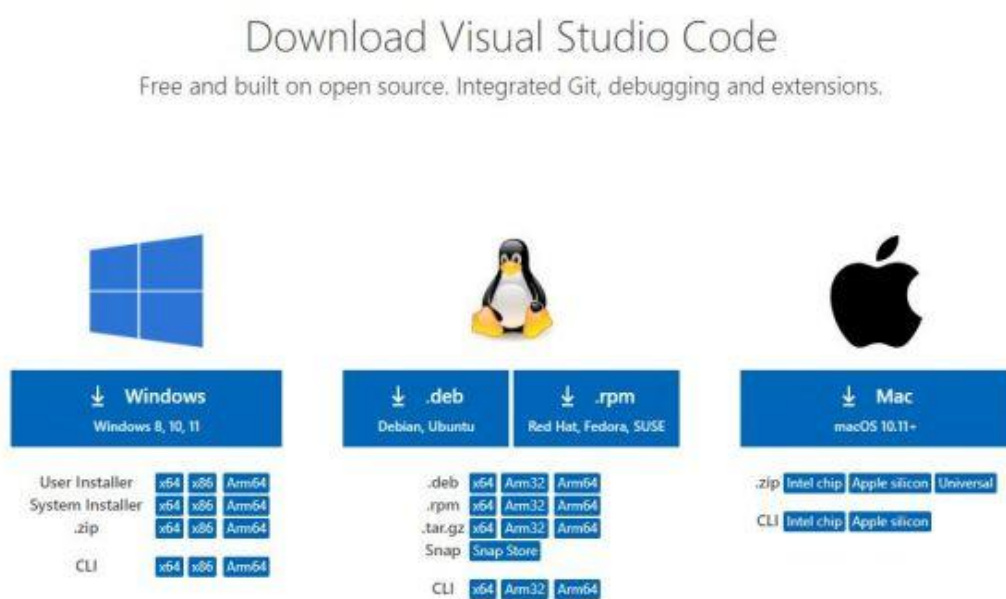 Download Visual Studio Code
Free and built on open source. Integrated Git, debugging and extensions.
Windows
Windows 8, 10, 11
User Installer x64 x86 Arm64
System Installer x64 x86 Arm64
.zip x64 x86 Arm64
CLI x64 x86 Arm64
.deb
Debian, Ubuntu
.rpm
Red Hat, Fedora, SUSE
.deb x64 Arm32 Arm64
.rpm x64 Arm32 Arm64
.tar.gz x64 Arm32 Arm64
Snap Snap Store
CLI x64 Arm32 Arm64
Mac
macOS 10.11+
.zip Intel chip Apple silicon Universal
CLI Intel chip Apple silicon